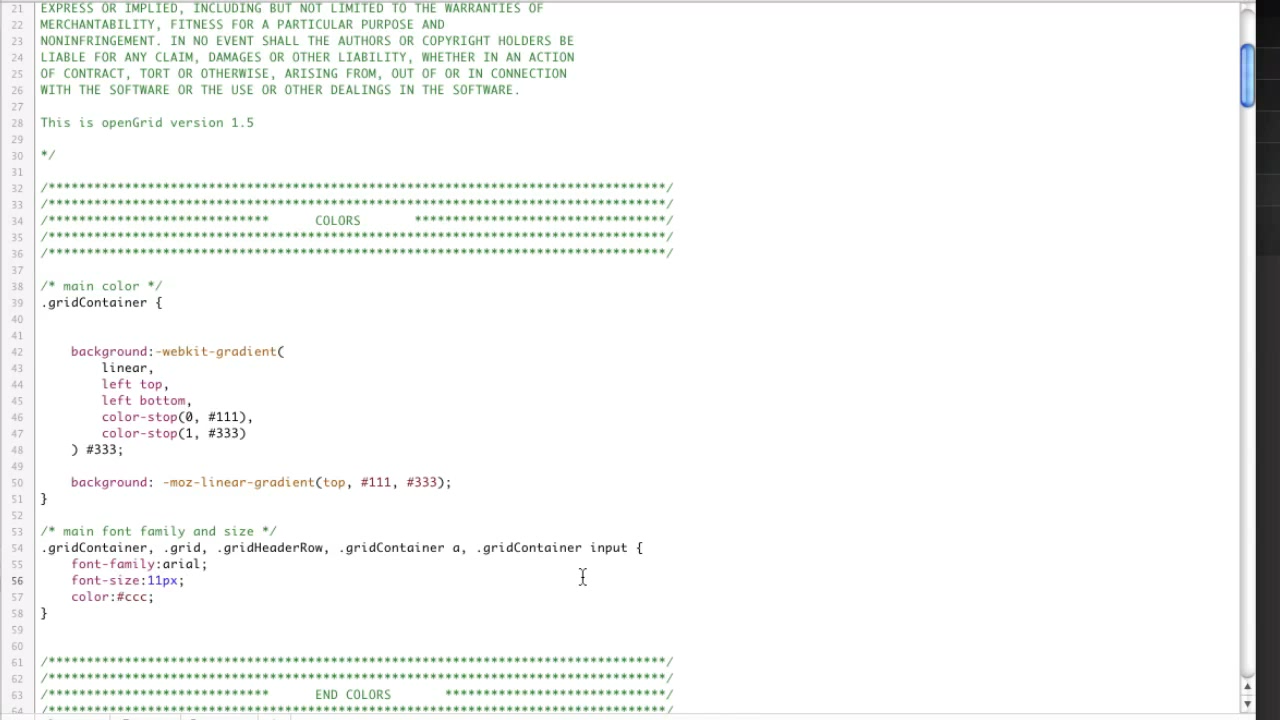 21 EXPRESS OR IMPLIED, INCLUDING BUT NOT LIMITED TO THE WARRANTIES OF
22 MERCHANTABILITY, FITNESS FOR A PARTICULAR PURPOSE AND
23 NONINFRINGEMENT. IN NO EVENT SHALL THE AUTHORS OR COPYRIGHT HOLDERS BE
24 LIABLE FOR ANY CLAIM, DAMAGES OR OTHER LIABILITY, WHETHER IN AN ACTION
25 OF CONTRACT, TORT OR OTHERWISE, ARISING FROM, OUT OF OR IN CONNECTION
26 WITH THE SOFTWARE OR THE USE OR OTHER DEALINGS IN THE SOFTWARE.
27
28 This is openGrid version 1.5
29
30 */
31
32 /*********************************************************************************/
33 /*********************************************************************************/
34 /***************************** COLORS *********************************/
35 /*********************************************************************************/
36 /*********************************************************************************/
37
38 /* main color */
39 .gridContainer {
40
41
42 background:-webkit-gradient(
43 linear,
44 left top,
45 left bottom,
46 color-stop(0, #111),
47 color-stop(1, #333)
48 ) #333;
49
50 background: -moz-linear-gradient(top, #111, #333);
51 }
52
53 /* main font family and size */
54 .gridContainer, .grid, .gridHeaderRow, .gridContainer a, .gridContainer input {
55 font-family:arial;
56 font-size:11px;
57 color:#ccc;
58 }
59
60
61 /*********************************************************************************/
62 /*********************************************************************************/
63 /***************************** END COLORS *****************************/
64 /*********************************************************************************/